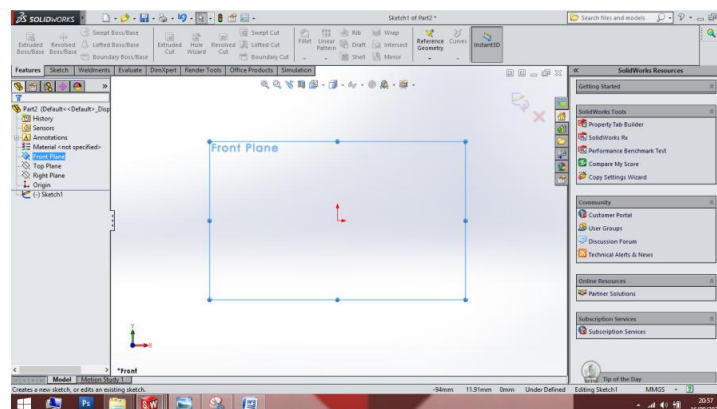 SOLIDWORKS
Sketch1 of Part2 *
Search files and models
Extruded Boss/Base
Revolved Boss/Base
Swept Boss/Base
Lofted Boss/Base
Boundary Boss/Base
Extruded Cut
Hole Wizard
Revolved Cut
Swept Cut
Lofted Cut
Boundary Cut
Fillet
Linear Pattern
Rib
Draft
Shell
Wrap
Intersect
Mirror
Reference Geometry
Curves
Instant3D
Features
Sketch
Weldments
Evaluate
DimXpert
Render Tools
Office Products
Simulation
Part2 (Default<<Default>_Disp
History
Sensors
Annotations
Material <not specified>
Front Plane
Top Plane
Right Plane
Origin
(-) Sketch1
Front Plane
*Front
SolidWorks Resources
Getting Started
SolidWorks Tools
Property Tab Builder
SolidWorks Rx
Performance Benchmark Test
Compare My Score
Copy Settings Wizard
Community
Customer Portal
User Groups
Discussion Forum
Technical Alerts & News
Online Resources
Partner Solutions
Subscription Services
Subscription Services
Tip of the Day
Model
Motion Study 1
Creates a new sketch, or edits an existing sketch.
-94mm 11.91mm 0mm Under Defined Editing Sketch1 MMGS
20:57